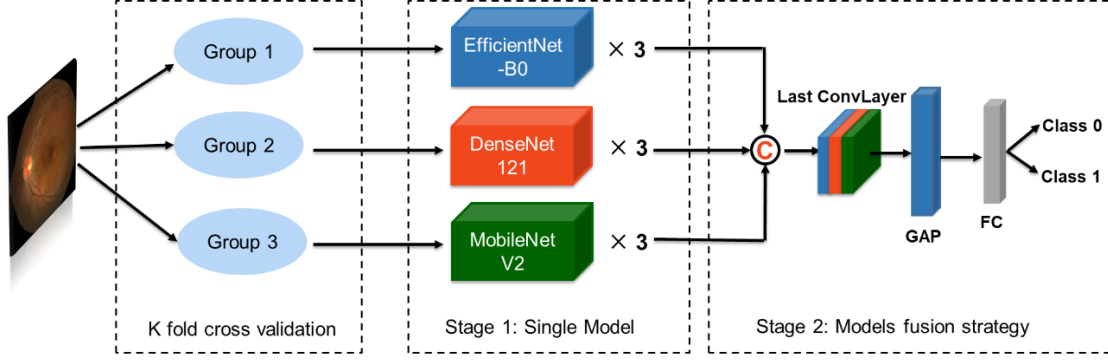 Group 1
Group 2
Group 3
K fold cross validation
EfficientNet
-B0
× 3
DenseNet
121
× 3
MobileNet
V2
× 3
Stage 1: Single Model
C
Last ConvLayer
GAP
FC
Class 0
Class 1
Stage 2: Models fusion strategy